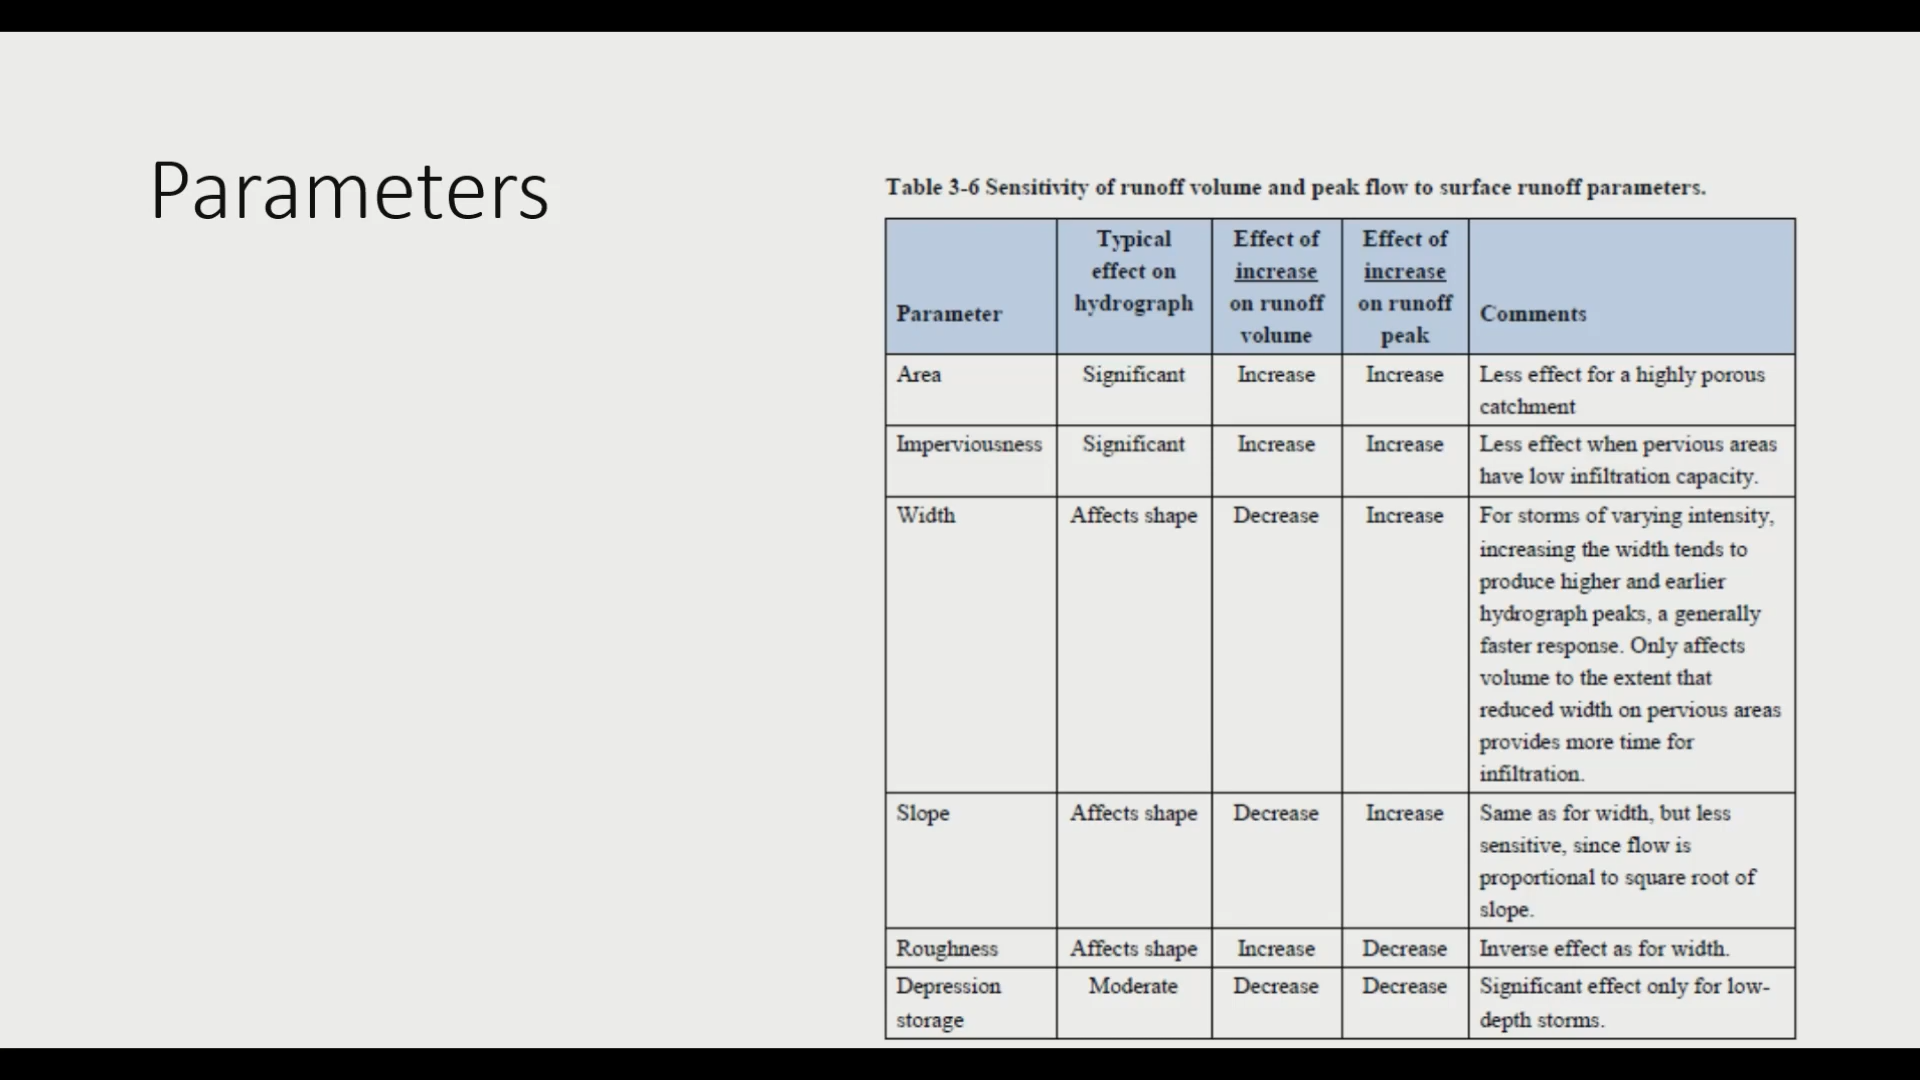 Parameters
Table 3-6 Sensitivity of runoff volume and peak flow to surface runoff parameters.
Parameter
Typical
effect on
hydrograph
Effect of
increase
on runoff
volume
Effect of
increase
on runoff
peak
Comments
Area
Significant
Increase
Increase
Less effect for a highly porous
catchment
Imperviousness
Significant
Increase
Increase
Less effect when pervious areas
have low infiltration capacity.
Width
Affects shape
Decrease
Increase
For storms of varying intensity,
increasing the width tends to
produce higher and earlier
hydrograph peaks, a generally
faster response. Only affects
volume to the extent that
reduced width on pervious areas
provides more time for
infiltration.
Slope
Affects shape
Decrease
Increase
Same as for width, but less
sensitive, since flow is
proportional to square root of
slope.
Roughness
Affects shape
Increase
Decrease
Inverse effect as for width.
Depression
storage
Moderate
Decrease
Decrease
Significant effect only for low-
depth storms.